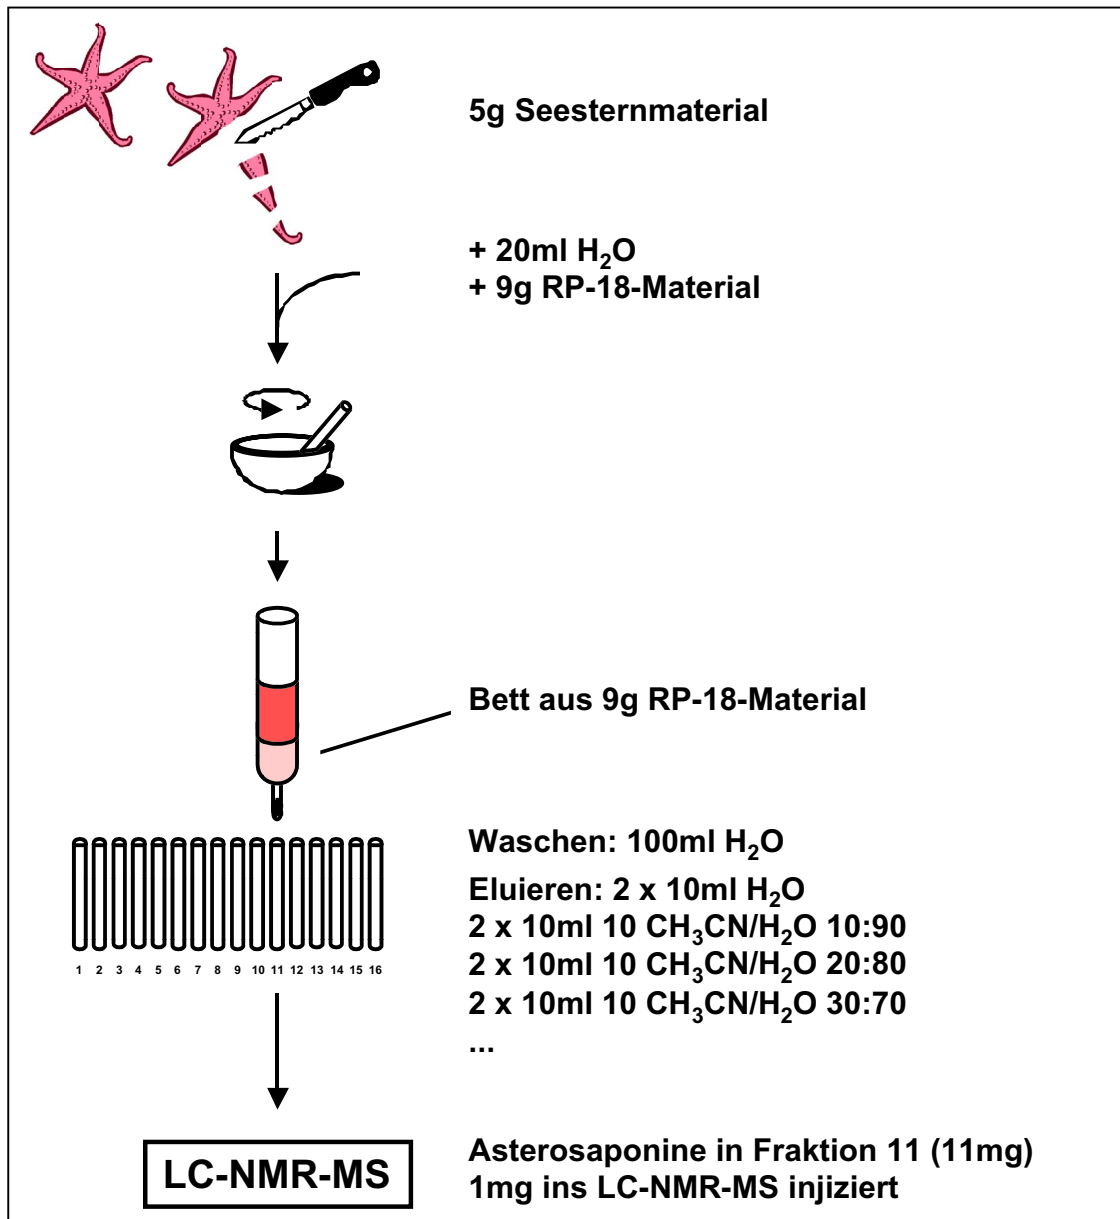 5g Seesternmaterial
+ 20ml H₂O
+ 9g RP-18-Material
Bett aus 9g RP-18-Material
Waschen: 100ml H₂O
Eluieren: 2 x 10ml H₂O
2 x 10ml 10 CH₃CN/H₂O 10:90
2 x 10ml 10 CH₃CN/H₂O 20:80
2 x 10ml 10 CH₃CN/H₂O 30:70
...
1 2 3 4 5 6 7 8 9 10 11 12 13 14 15 16
LC-NMR-MS
Asterosaponine in Fraktion 11 (11mg)
1mg ins LC-NMR-MS injiziert